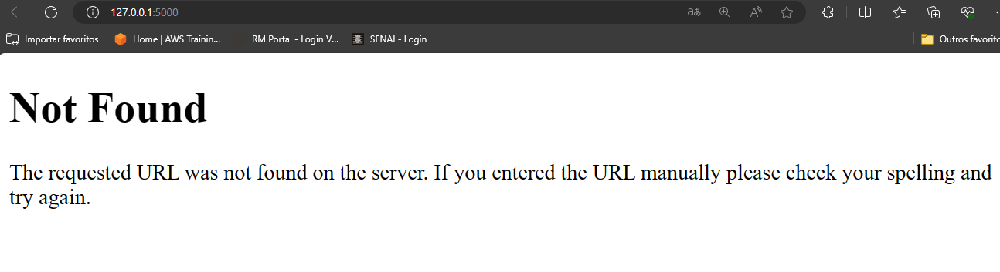 127.0.0.1:5000
Importar favoritos Home | AWS Trainin... RM Portal - Login V... SENAI - Login Outros favorito
Not Found
The requested URL was not found on the server. If you entered the URL manually please check your spelling and
try again.